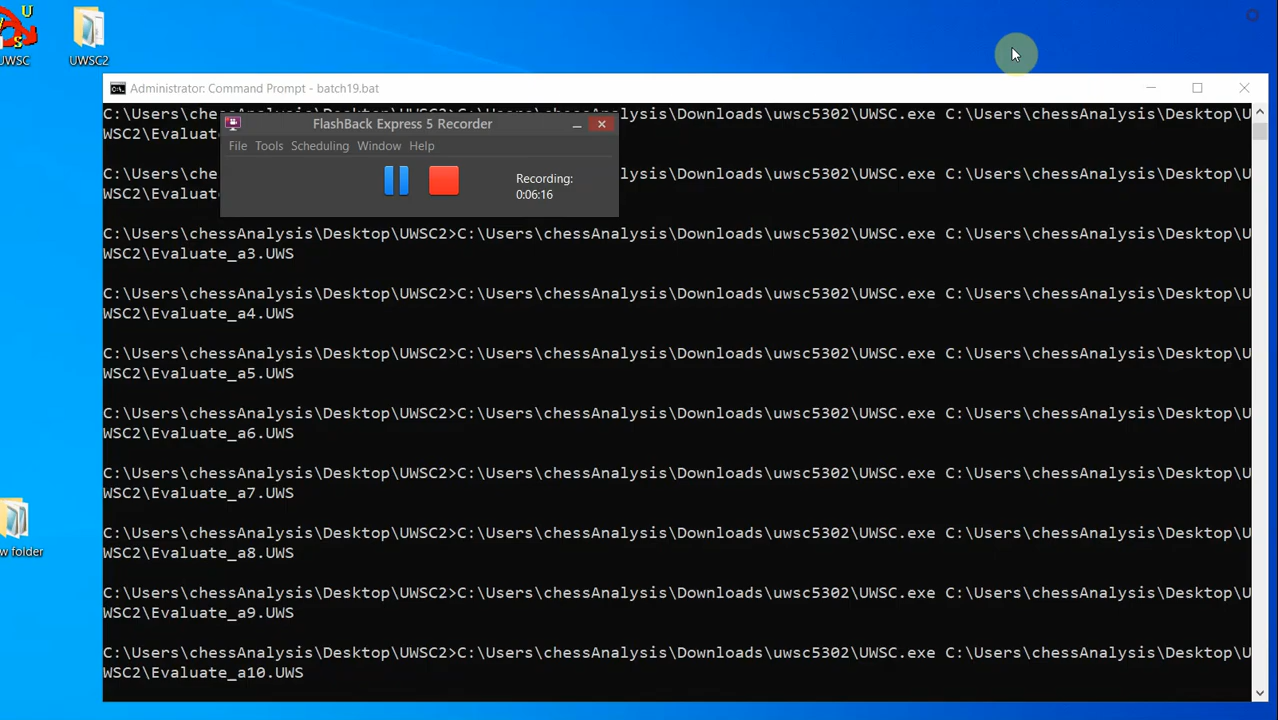 U
S
UWSC
UWSC2
Administrator: Command Prompt - batch19.bat
C:\Users\chessAnalysis\Downloads\uwsc5302\UWSC.exe C:\Users\chessAnalysis\Desktop\U
WSC2\Evaluate
FlashBack Express 5 Recorder
File Tools Scheduling Window Help
Recording:
0:06:16
alysis\Downloads\uwsc5302\UWSC.exe C:\Users\chessAnalysis\Desktop\U
WSC2\Evaluate
C:\Users\chessAnalysis\Desktop\UWSC2>C:\Users\chessAnalysis\Downloads\uwsc5302\UWSC.exe C:\Users\chessAnalysis\Desktop\U
WSC2\Evaluate_a3.UWS
C:\Users\chessAnalysis\Desktop\UWSC2>C:\Users\chessAnalysis\Downloads\uwsc5302\UWSC.exe C:\Users\chessAnalysis\Desktop\U
WSC2\Evaluate_a4.UWS
C:\Users\chessAnalysis\Desktop\UWSC2>C:\Users\chessAnalysis\Downloads\uwsc5302\UWSC.exe C:\Users\chessAnalysis\Desktop\U
WSC2\Evaluate_a5.UWS
C:\Users\chessAnalysis\Desktop\UWSC2>C:\Users\chessAnalysis\Downloads\uwsc5302\UWSC.exe C:\Users\chessAnalysis\Desktop\U
WSC2\Evaluate_a6.UWS
C:\Users\chessAnalysis\Desktop\UWSC2>C:\Users\chessAnalysis\Downloads\uwsc5302\UWSC.exe C:\Users\chessAnalysis\Desktop\U
WSC2\Evaluate_a7.UWS
C:\Users\chessAnalysis\Desktop\UWSC2>C:\Users\chessAnalysis\Downloads\uwsc5302\UWSC.exe C:\Users\chessAnalysis\Desktop\U
WSC2\Evaluate_a8.UWS
w folder
C:\Users\chessAnalysis\Desktop\UWSC2>C:\Users\chessAnalysis\Downloads\uwsc5302\UWSC.exe C:\Users\chessAnalysis\Desktop\U
WSC2\Evaluate_a9.UWS
C:\Users\chessAnalysis\Desktop\UWSC2>C:\Users\chessAnalysis\Downloads\uwsc5302\UWSC.exe C:\Users\chessAnalysis\Desktop\U
WSC2\Evaluate_a10.UWS